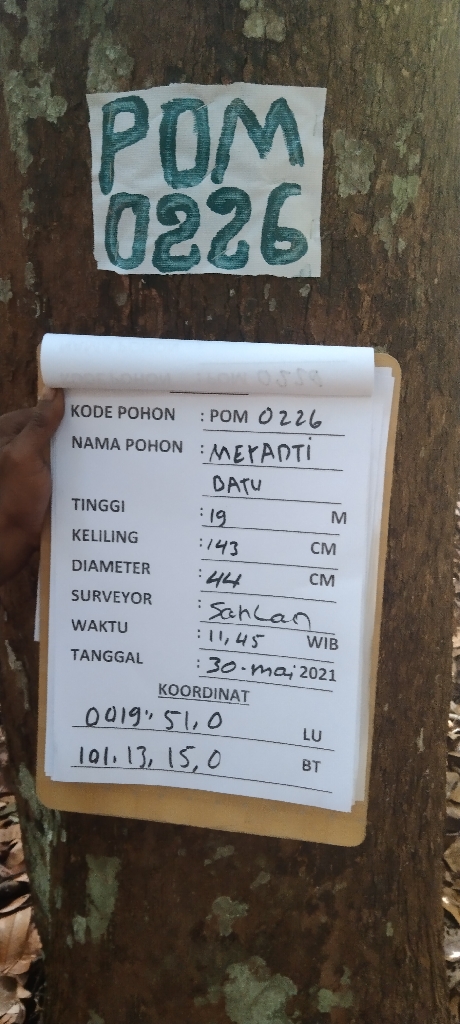 POM
0226
KODE POHON : POM 0226
NAMA POHON : MERANTI
BATU
TINGGI : 19 M
KELILING : 143 CM
DIAMETER : 44 CM
SURVEYOR : Sahlan
WAKTU : 11,45 WIB
TANGGAL : 30-mai 2021
KOORDINAT
0019" 51,0 LU
101, 13, 15,0 BT